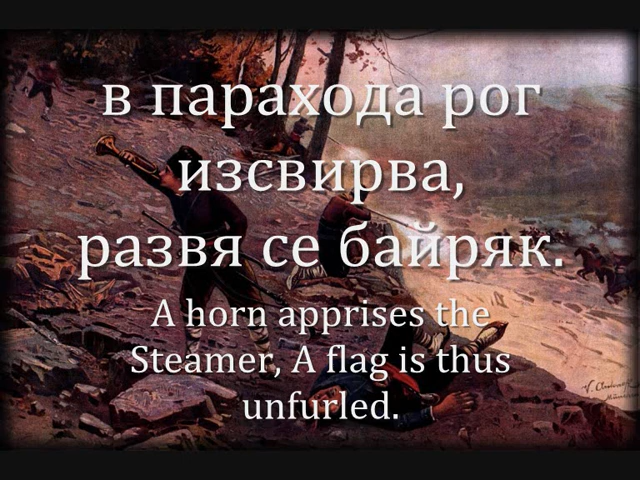 в парахода рог
изсвирва,
развя се байряк.
A horn apprises the
Steamer, A flag is thus
unfurled.